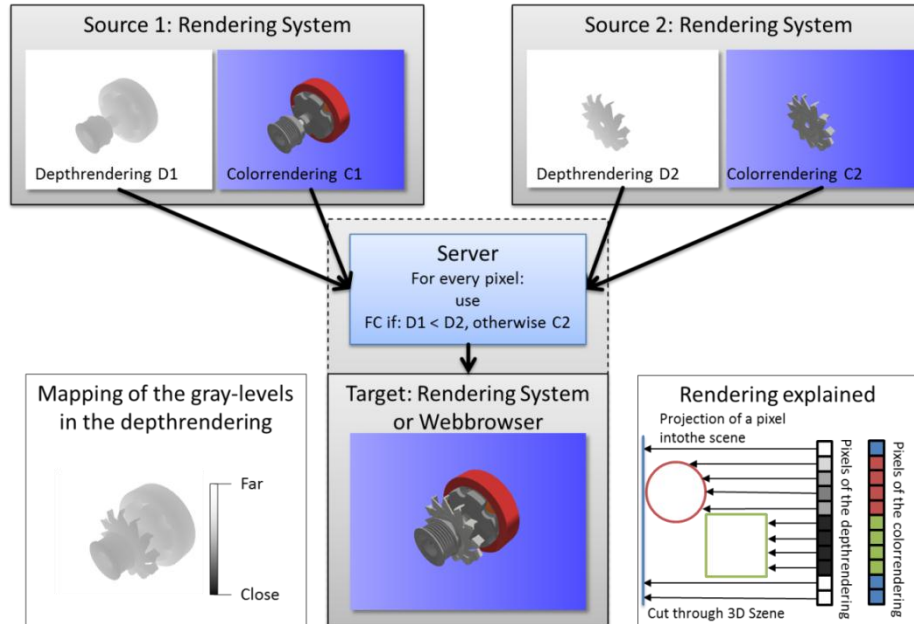 Source 1: Rendering System
Depthrendering D1
Colorrendering C1
Source 2: Rendering System
Depthrendering D2
Colorrendering C2
Server
For every pixel:
use
FC if: D1 < D2, otherwise C2
Mapping of the gray-levels
in the depthrendering
Far
Close
Target: Rendering System
or Webbrowser
Rendering explained
Projection of a pixel
intothe scene
Pixels of the depthrendering
Pixels of the colorrendering
Cut through 3D Szene